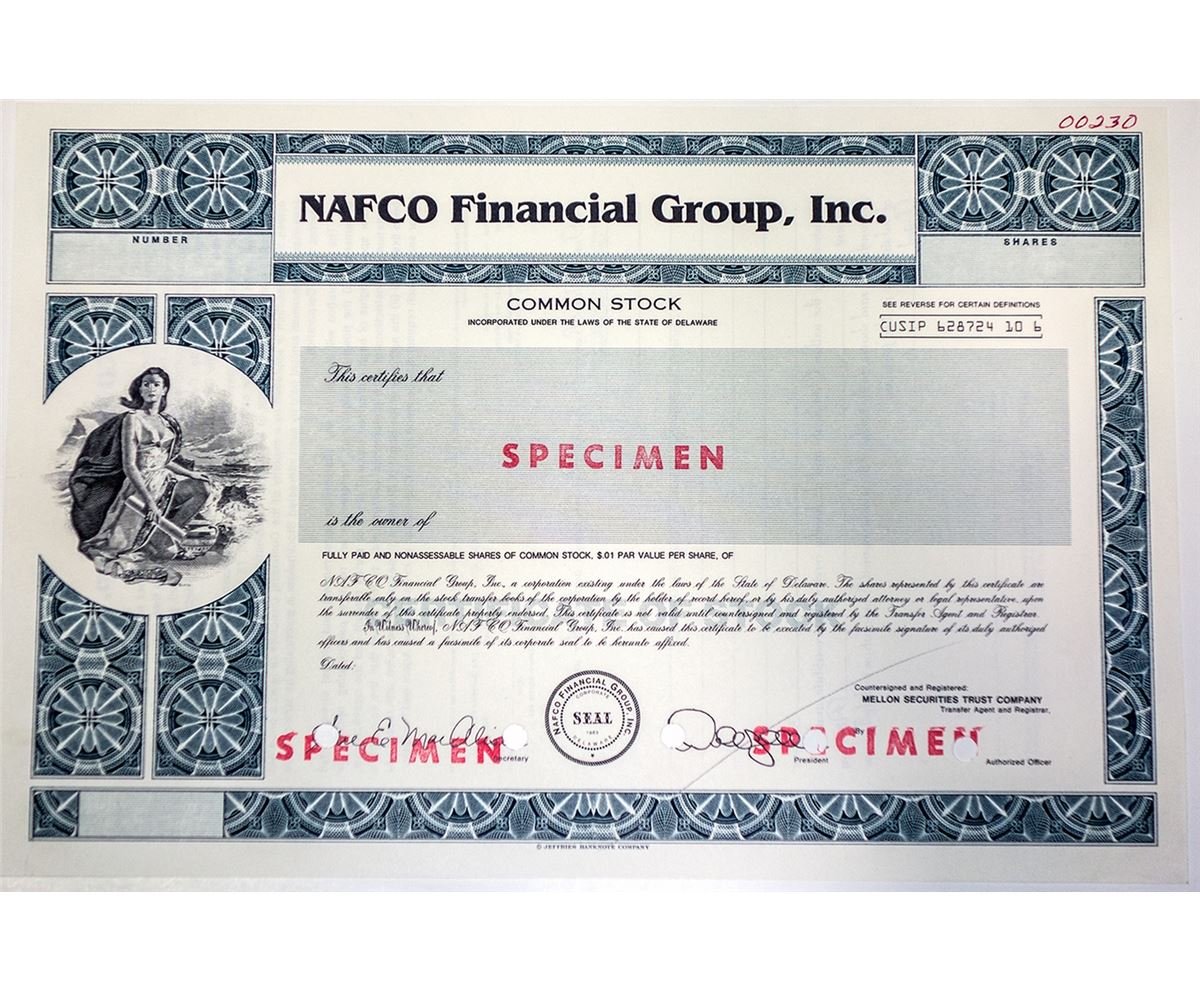 00230
NAFCO Financial Group, Inc.
NUMBER
SHARES
COMMON STOCK
INCORPORATED UNDER THE LAWS OF THE STATE OF DELAWARE
SEE REVERSE FOR CERTAIN DEFINITIONS
CUSIP 628724 10 6
This certifies that
SPECIMEN
is the owner of
FULLY PAID AND NONASSESSABLE SHARES OF COMMON STOCK, $.01 PAR VALUE PER SHARE, OF
NAFCO Financial Group, Inc., a corporation existing under the laws of the State of Delaware. The shares represented by this certificate are
transferable only on the stock transfer books of the corporation by the holder of record hereof, or by his duly authorized attorney or legal representative, upon
the surrender of this certificate properly endorsed. This certificate is not valid until countersigned and registered by the Transfer Agent and Registrar.
In Witness Whereof, NAFCO Financial Group, Inc. has caused this certificate to be executed by the facsimile signature of its duly authorized
officers and has caused a facsimile of its corporate seal to be hereunto affixed.
Dated:
NAFCO FINANCIAL GROUP, INC.
CORPORATE
SEAL
DELAWARE
Countersigned and Registered:
MELLON SECURITIES TRUST COMPANY
Transfer Agent and Registrar,
By
SPECIMEN
SPECIMEN
Secretary
President
Authorized Officer
© JEFFRIES BANKNOTE COMPANY